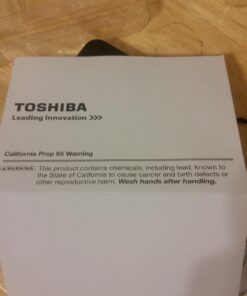 TOSHIBA
Leading Innovation >>>
California Prop 65 Warning
⚠ WARNING: This product contains chemicals, including lead, known to
the State of California to cause cancer and birth defects or
other reproductive harm. Wash hands after handling.